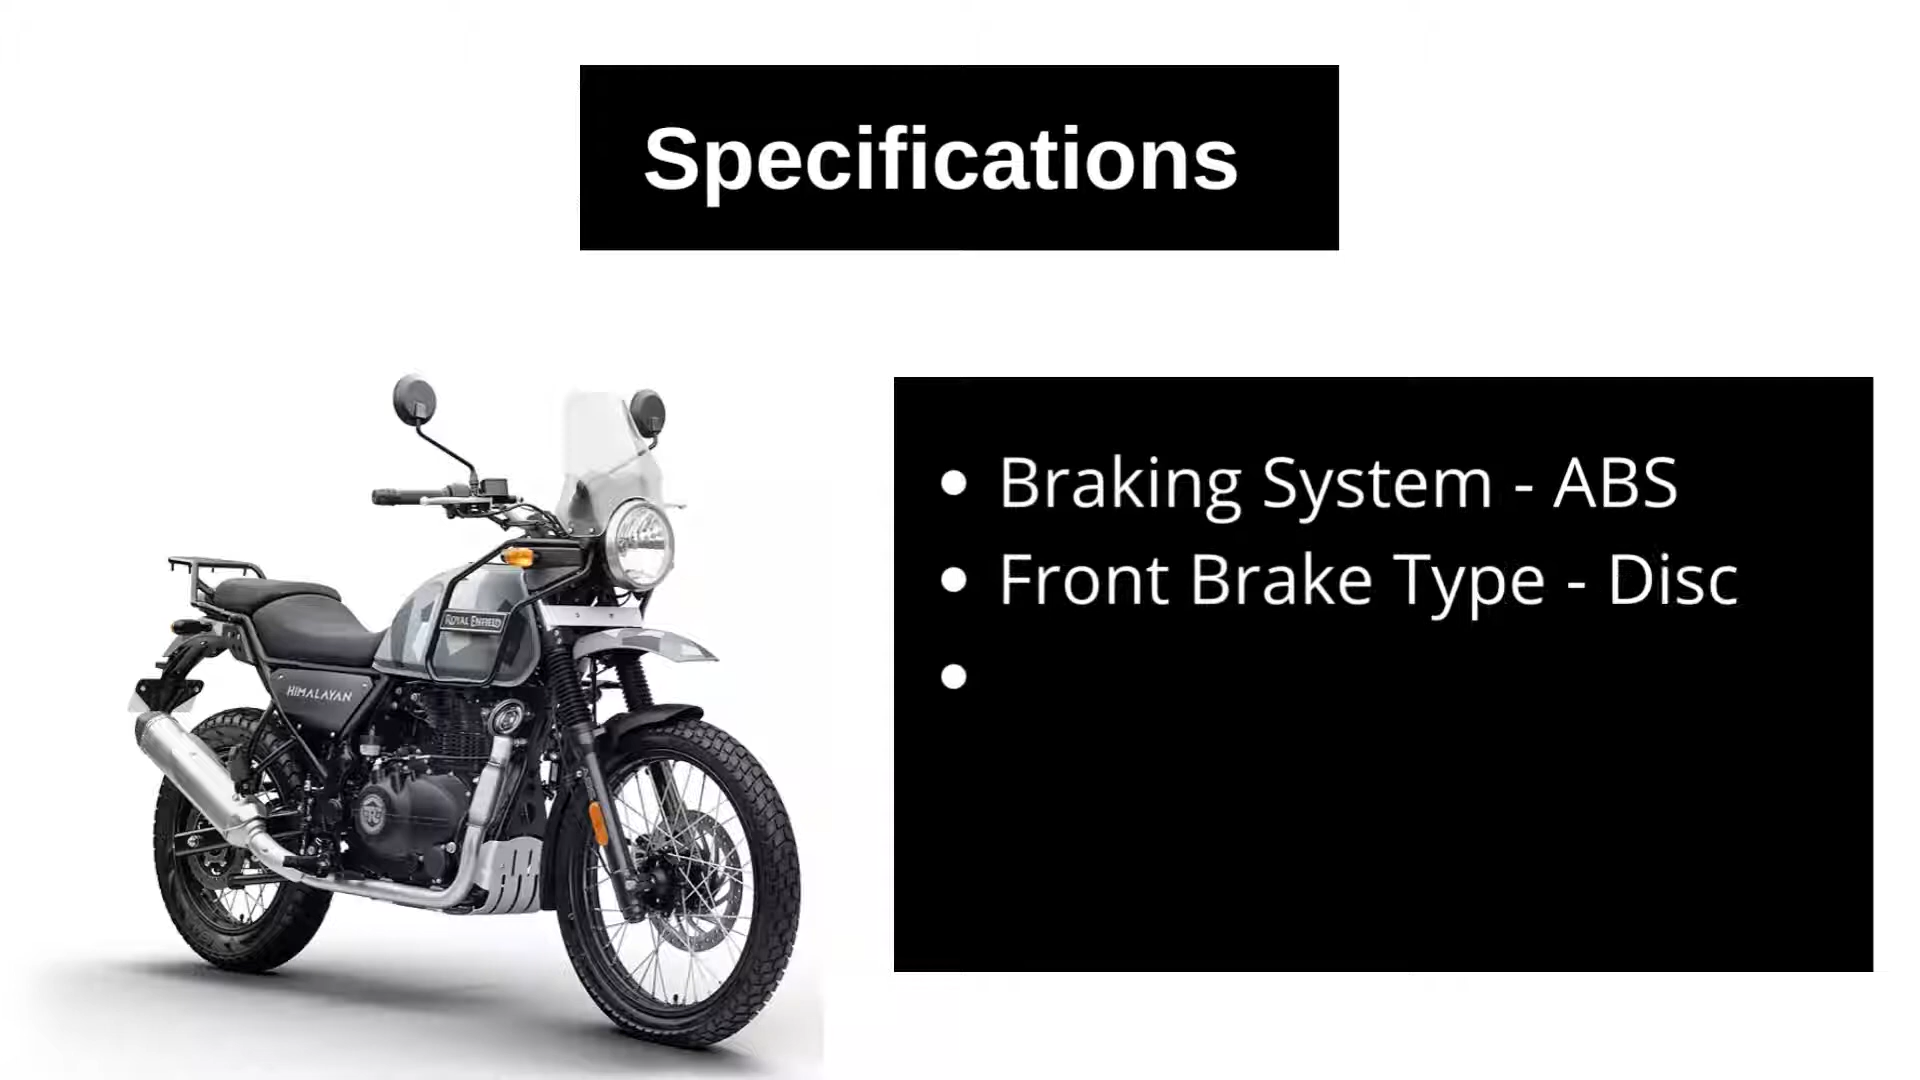 Specifications
• Braking System - ABS
• Front Brake Type - Disc
•
ROYAL ENFIELD
HIMALAYAN